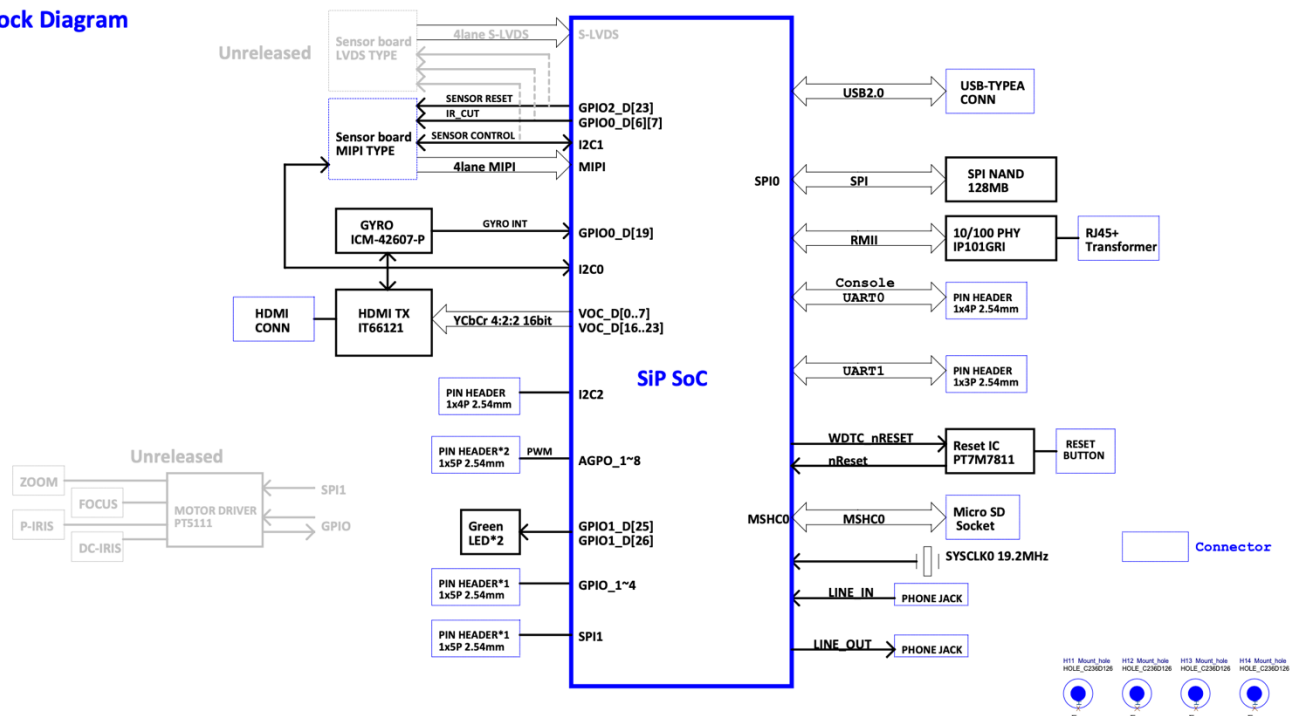 ock Diagram
Unreleased
Sensor board
LVDS TYPE
4lane S-LVDS
S-LVDS
Sensor board
MIPI TYPE
SENSOR RESET
GPIO2_D[23]
IR_CUT
GPIO0_D[6][7]
SENSOR CONTROL
I2C1
4lane MIPI
MIPI
GYRO
ICM-42607-P
GYRO INT
GPIO0_D[19]
I2C0
HDMI
CONN
HDMI TX
IT66121
YCbCr 4:2:2 16bit
VOC_D[0..7]
VOC_D[16..23]
SiP SoC
PIN HEADER
1x4P 2.54mm
I2C2
PIN HEADER*2
1x5P 2.54mm
PWM
AGPO_1~8
Green
LED*2
GPIO1_D[25]
GPIO1_D[26]
PIN HEADER*1
1x5P 2.54mm
GPIO_1~4
PIN HEADER*1
1x5P 2.54mm
SPI1
Unreleased
ZOOM
FOCUS
P-IRIS
DC-IRIS
MOTOR DRIVER
PT5111
SPI1
GPIO
USB2.0
USB-TYPEA
CONN
SPI0
SPI
SPI NAND
128MB
RMII
10/100 PHY
IP101GRI
RJ45+
Transformer
Console
UART0
PIN HEADER
1x4P 2.54mm
UART1
PIN HEADER
1x3P 2.54mm
WDTC_nRESET
nReset
Reset IC
PT7M7811
RESET
BUTTON
MSHC0
MSHC0
Micro SD
Socket
SYSCLK0 19.2MHz
LINE_IN
PHONE JACK
LINE_OUT
PHONE JACK
Connector
H11 Mount_hole
HOLE_C236D126
H12 Mount_hole
HOLE_C236D126
H13 Mount_hole
HOLE_C236D126
H14 Mount_hole
HOLE_C236D126